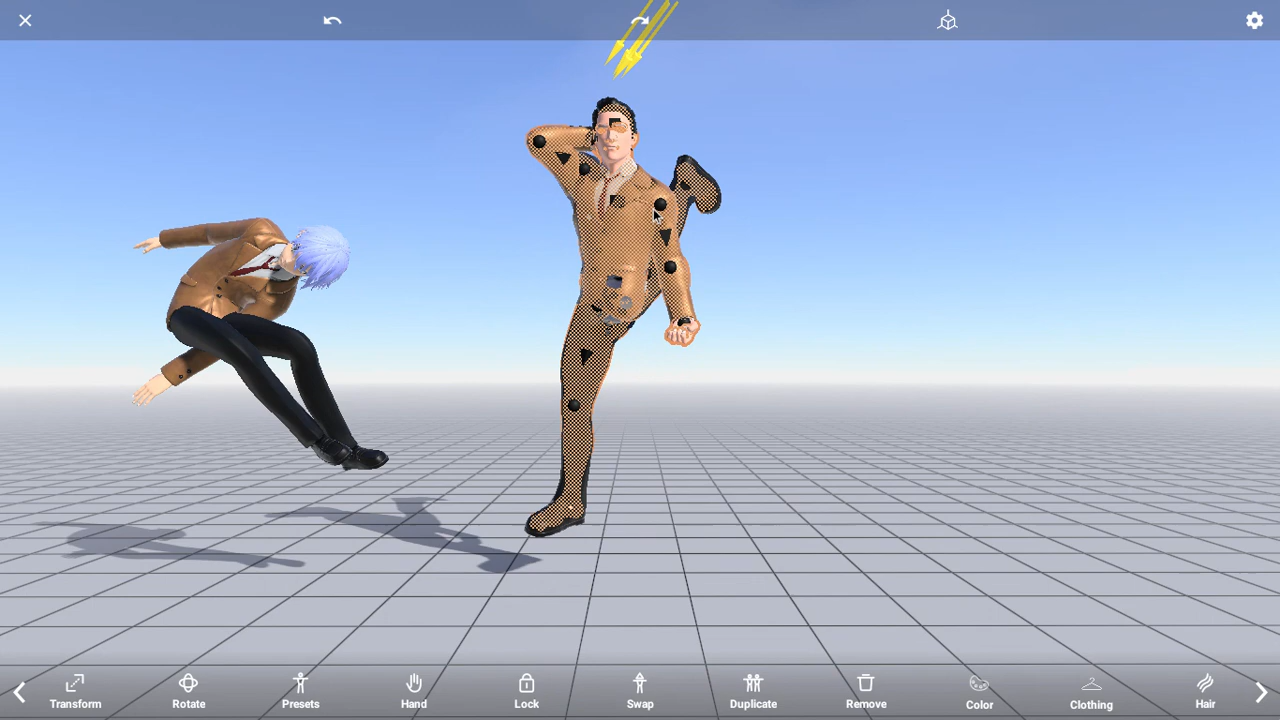 Transform
Rotate
Presets
Hand
Lock
Swap
Duplicate
Remove
Color
Clothing
Hair